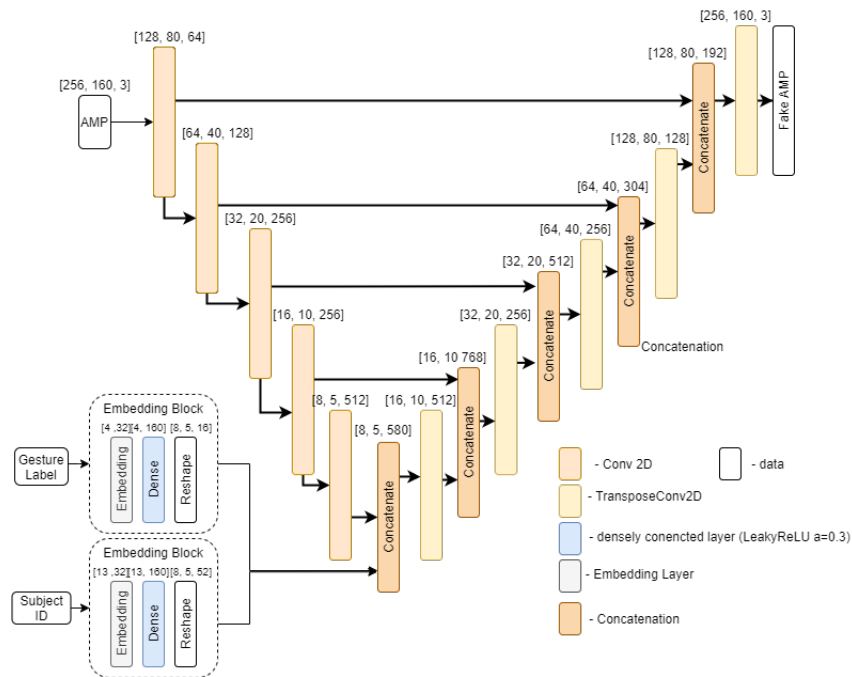 [256, 160, 3]
[128, 80, 64]
[128, 80, 192]
[256, 160, 3]
AMP
Concatenate
Fake AMP
[64, 40, 128]
[128, 80, 128]
[64, 40, 304]
Concatenate
[32, 20, 256]
[64, 40, 256]
[32, 20, 512]
Concatenate
[16, 10, 256]
[32, 20, 256]
Concatenation
[16, 10 768]
Concatenate
[8, 5, 512]
[16, 10, 512]
[8, 5, 580]
Concatenate
Embedding Block
[4 ,32]
[4, 160]
[8, 5, 16]
Gesture
Label
Embedding
Dense
Reshape
Embedding Block
[13 ,32]
[13, 160]
[8, 5, 52]
Subject
ID
Embedding
Dense
Reshape
- Conv 2D
- data
- TransposeConv2D
- densely conencted layer (LeakyReLU a=0.3)
- Embedding Layer
- Concatenation